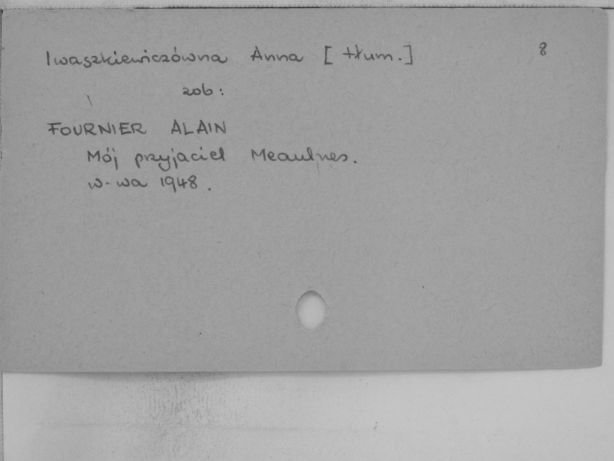 Iwaszkiewiczówna Anna [tłum.] 8
zob:
FOURNIER ALAIN
Mój przyjaciel Meaulnes.
W-wa 1948.